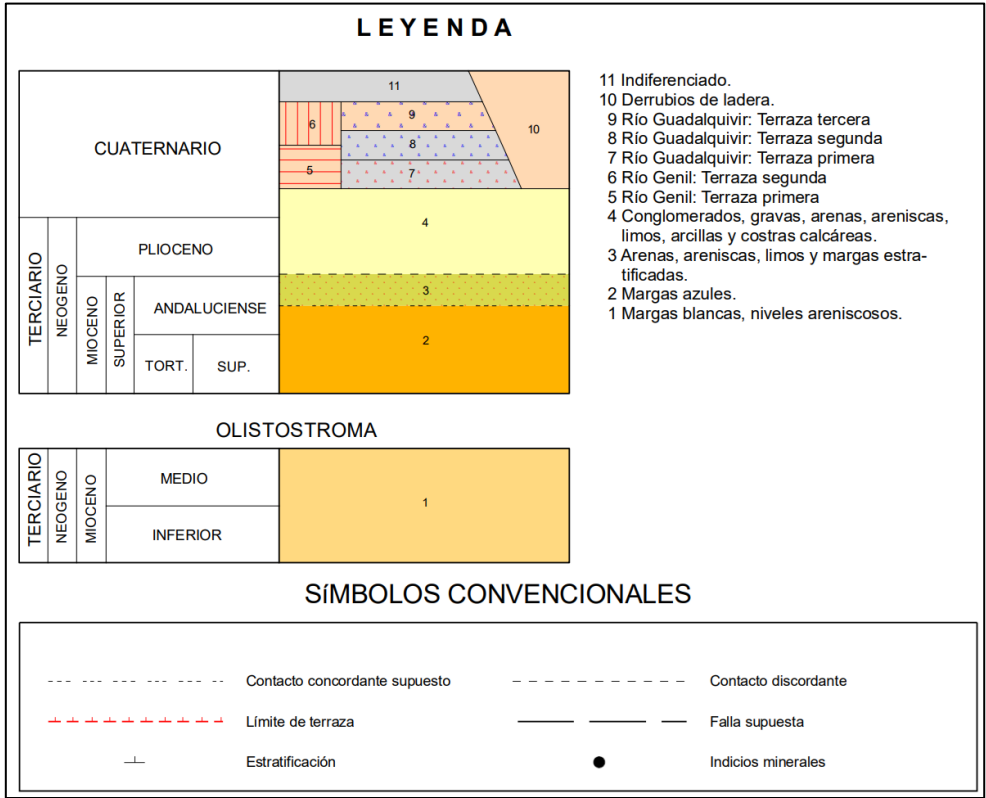 LEYENDA
CUATERNARIO
TERCIARIO
NEOGENO
PLIOCENO
MIOCENO
SUPERIOR
ANDALUCIENSE
TORT.
SUP.
11
6
9
8
5
7
10
4
3
2
11 Indiferenciado.
10 Derrubios de ladera.
9 Río Guadalquivir: Terraza tercera
8 Río Guadalquivir: Terraza segunda
7 Río Guadalquivir: Terraza primera
6 Río Genil: Terraza segunda
5 Río Genil: Terraza primera
4 Conglomerados, gravas, arenas, areniscas,
limos, arcillas y costras calcáreas.
3 Arenas, areniscas, limos y margas estra-
tificadas.
2 Margas azules.
1 Margas blancas, niveles areniscosos.
OLISTOSTROMA
TERCIARIO
NEOGENO
MIOCENO
MEDIO
INFERIOR
1
SíMBOLOS CONVENCIONALES
Contacto concordante supuesto
Contacto discordante
Límite de terraza
Falla supuesta
Estratificación
Indicios minerales